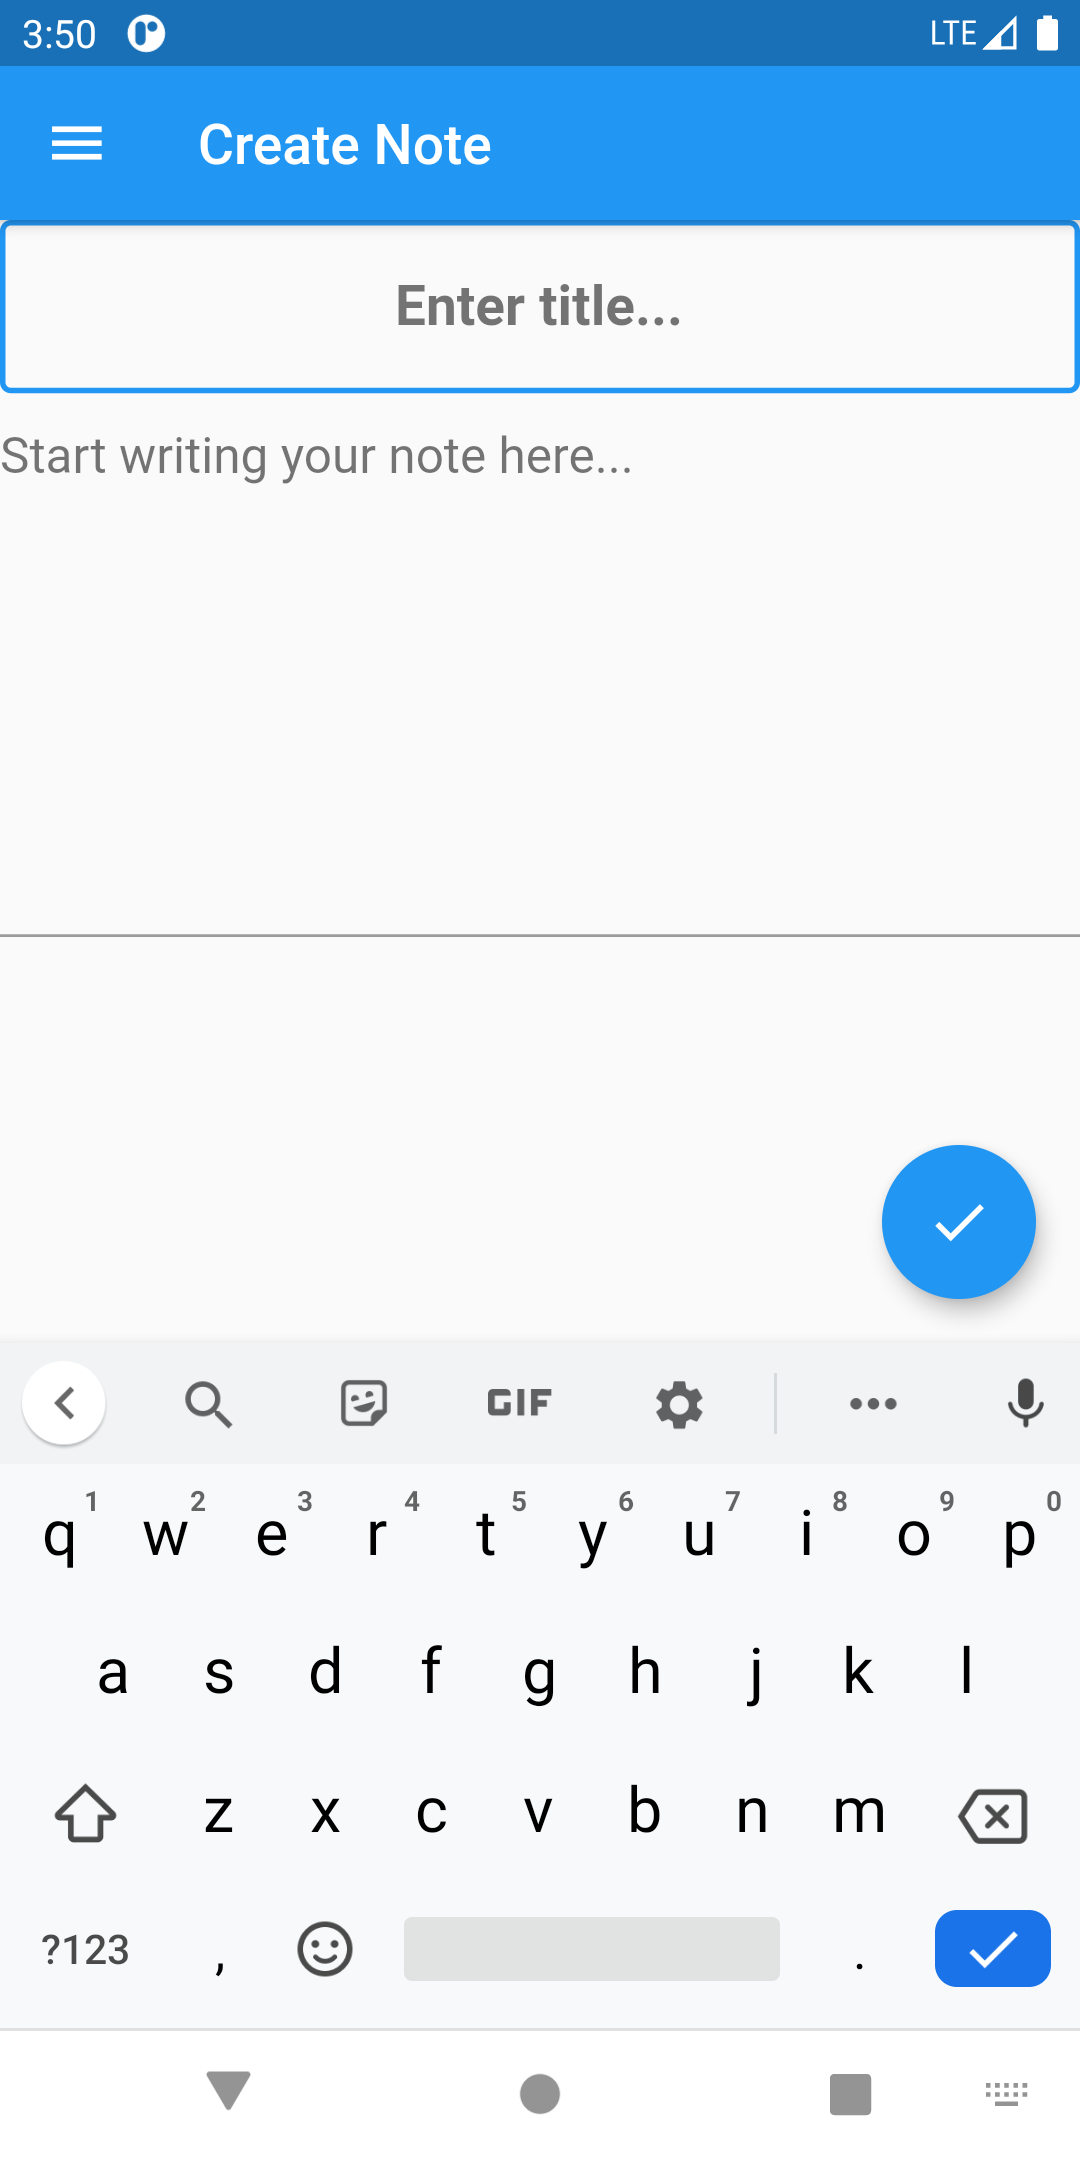 3:50 LTE
Create Note
Enter title...
Start writing your note here...
GIF
1 2 3 4 5 6 7 8 9 0
q w e r t y u i o p
a s d f g h j k l
z x c v b n m
?123 , .